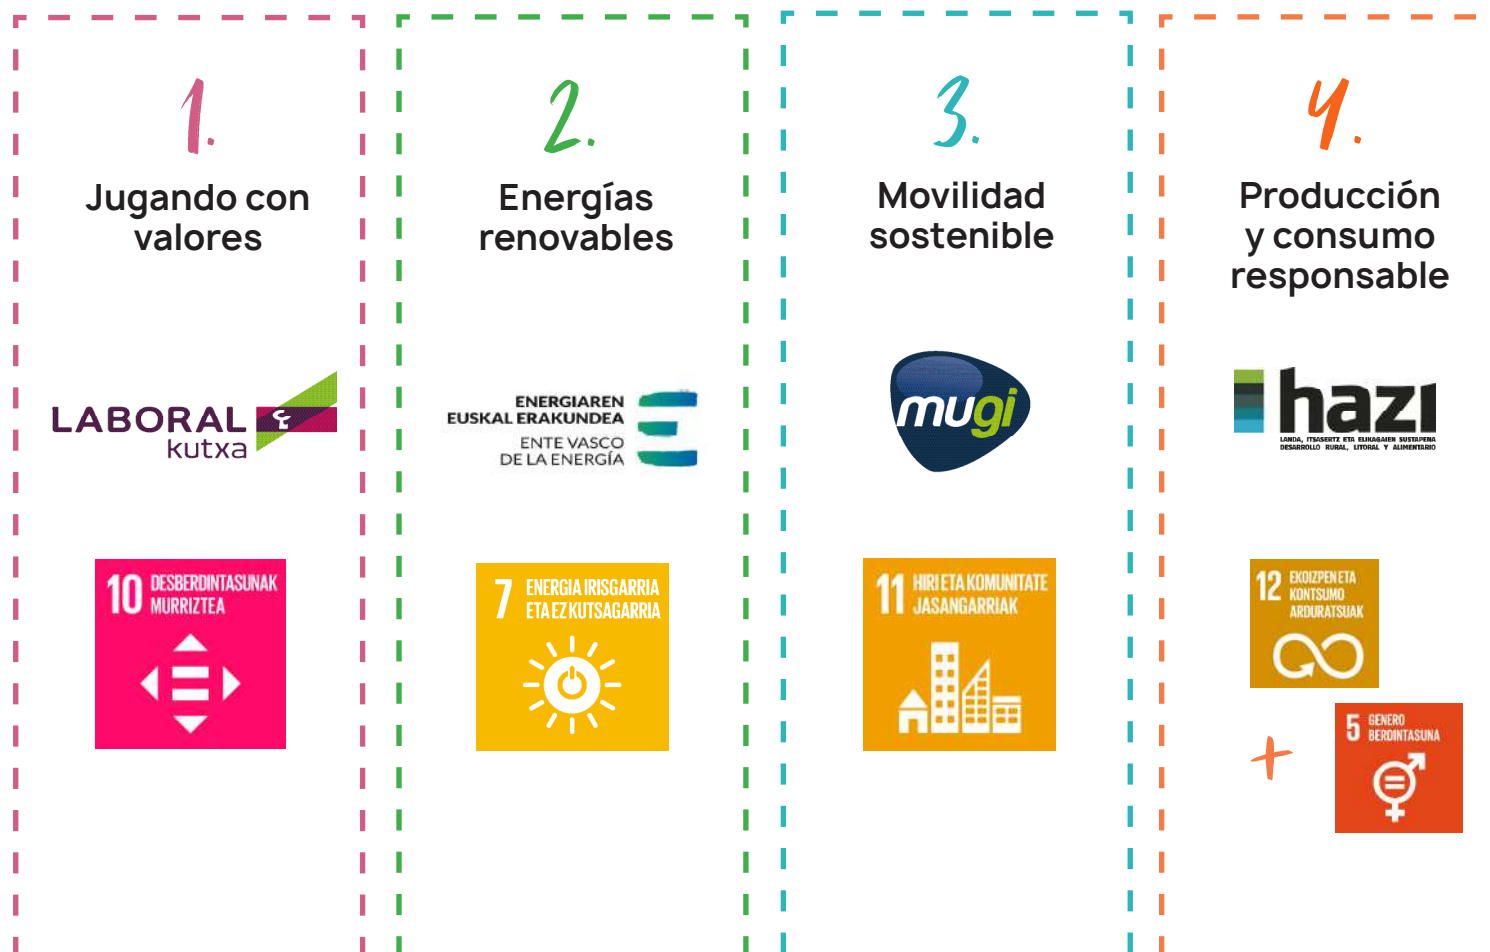 1.
Jugando con
valores
LABORAL
kutxa
10 DESBERDINTASUNAK
MURRIZTEA
2.
Energías
renovables
ENERGIAREN
EUSKAL ERAKUNDEA
ENTE VASCO
DE LA ENERGÍA
7 ENERGIA IRISGARRIA
ETA EZ KUTSAGARRIA
3.
Movilidad
sostenible
mugi
11 HIRI ETA KOMUNITATE
JASANGARRIAK
4.
Producción
y consumo
responsable
hazi
LANDA, ITSASERTZ ETA ELIKAGAIEN SUSTAPENA
DESARROLLO RURAL, LITORAL Y ALIMENTARIO
12 EKOIZPEN ETA
KONTSUMO
ARDURATSUAK
+
5 GENERO
BERDINTASUNA